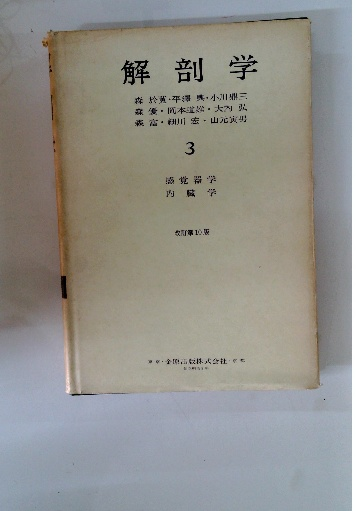 解剖学
森 於菟・平澤 興・小川鼎三
森 優・岡本道雄・大内 弘
森 富・細川 宏・山元寅男
3
感覚器学
内臓学
改訂第10版
東京・金原出版株式会社・京都